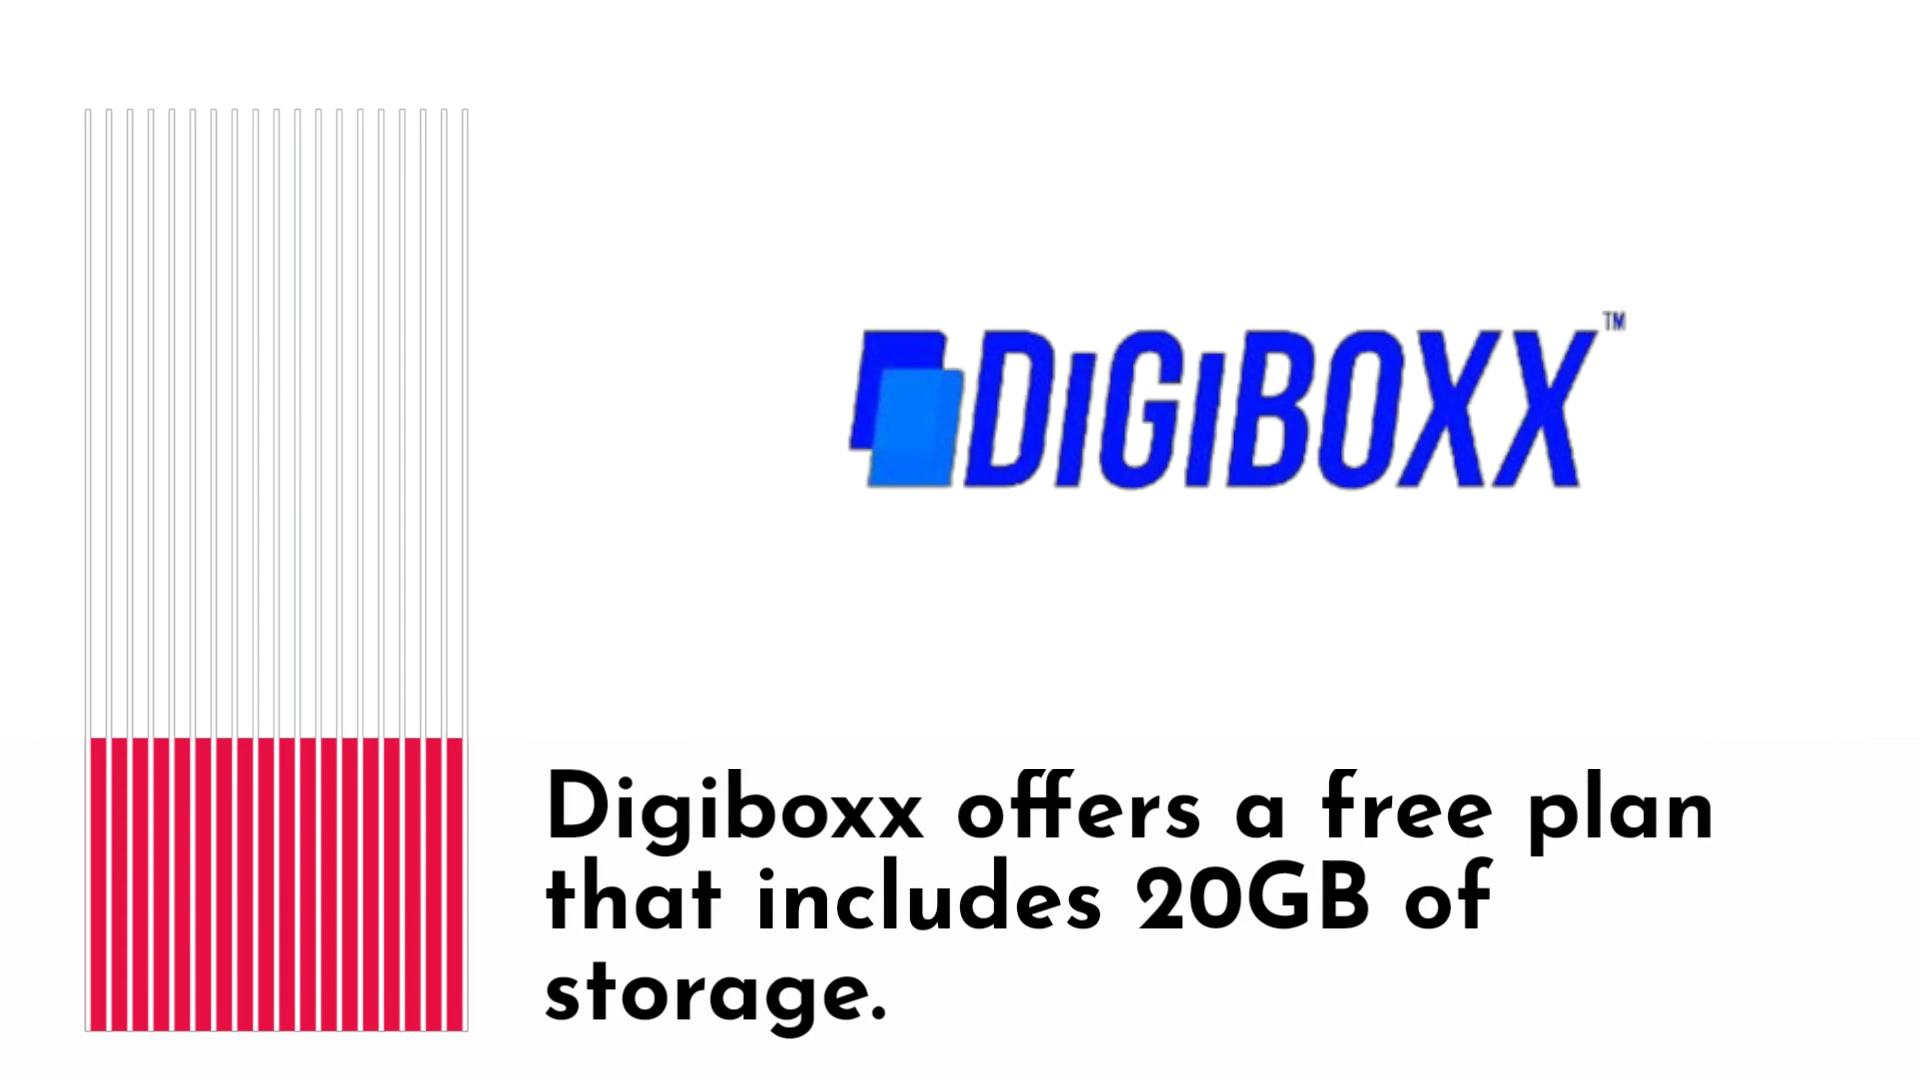 DiGiBOXX™
Digiboxx offers a free plan
that includes 20GB of
storage.